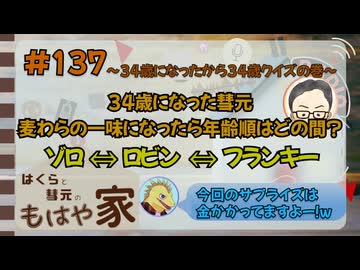 #137
～34歳になったから34歳クイズの巻～
34歳になった彗元
麦わらの一味になったら年齢順はどの間？
ゾロ ⇔ ロビン ⇔ フランキー
はくらと
彗元の
もはや家
今回のサプライズは
金かかってますよー!w